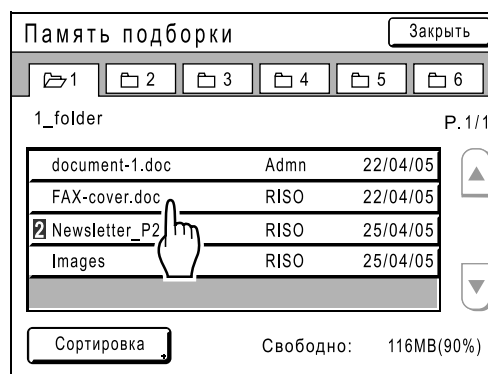 Память подборки Закрыть
1 2 3 4 5 6
1_folder P.1/1
document-1.doc Admn 22/04/05
FAX-cover.doc RISO 22/04/05
2 Newsletter_P2 RISO 25/04/05
Images RISO 25/04/05
Сортировка Свободно: 116MB(90%)